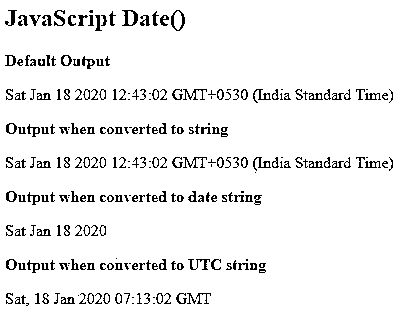 JavaScript Date()
Default Output
Sat Jan 18 2020 12:43:02 GMT+0530 (India Standard Time)
Output when converted to string
Sat Jan 18 2020 12:43:02 GMT+0530 (India Standard Time)
Output when converted to date string
Sat Jan 18 2020
Output when converted to UTC string
Sat, 18 Jan 2020 07:13:02 GMT